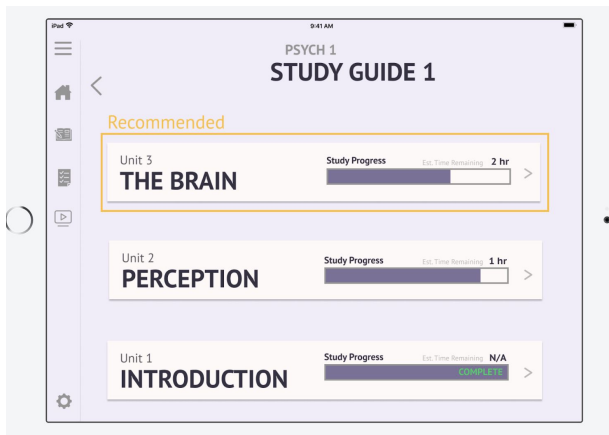 iPad 9:41 AM
PSYCH 1
STUDY GUIDE 1
Recommended
Unit 3
THE BRAIN
Study Progress Est. Time Remaining 2 hr
Unit 2
PERCEPTION
Study Progress Est. Time Remaining 1 hr
Unit 1
INTRODUCTION
Study Progress Est. Time Remaining N/A
COMPLETE